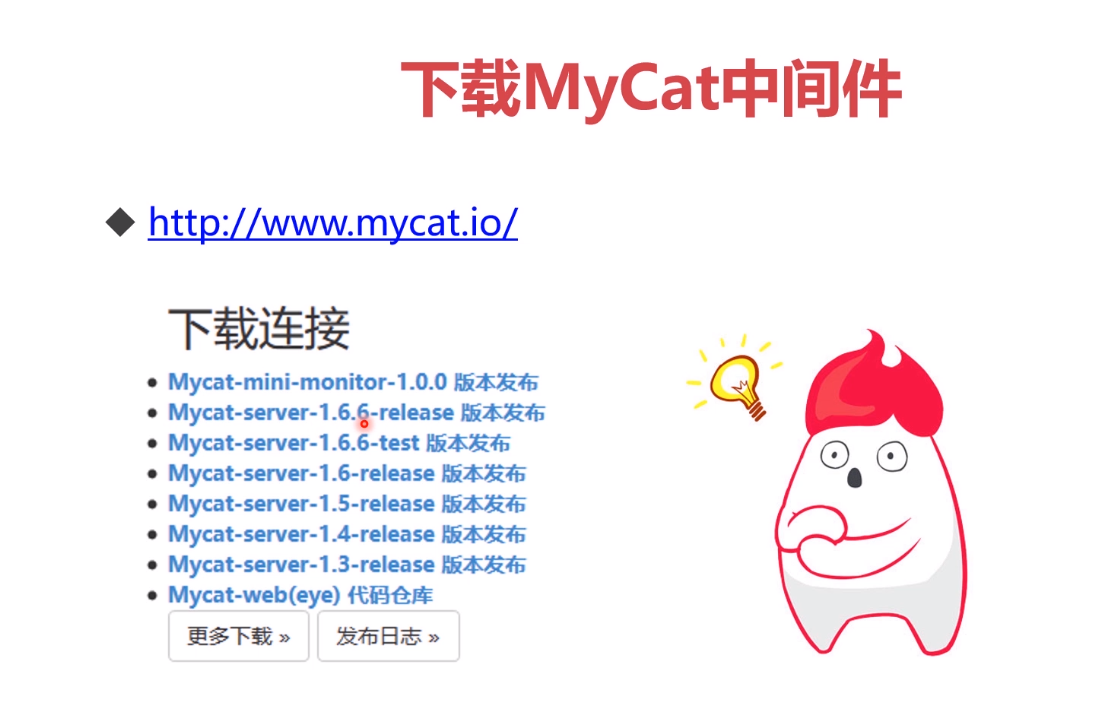 下载MyCat中间件
http://www.mycat.io/
下载连接
Mycat-mini-monitor-1.0.0 版本发布
Mycat-server-1.6.6-release 版本发布
Mycat-server-1.6.6-test 版本发布
Mycat-server-1.6-release 版本发布
Mycat-server-1.5-release 版本发布
Mycat-server-1.4-release 版本发布
Mycat-server-1.3-release 版本发布
Mycat-web(eye) 代码仓库
更多下载 » 发布日志 »